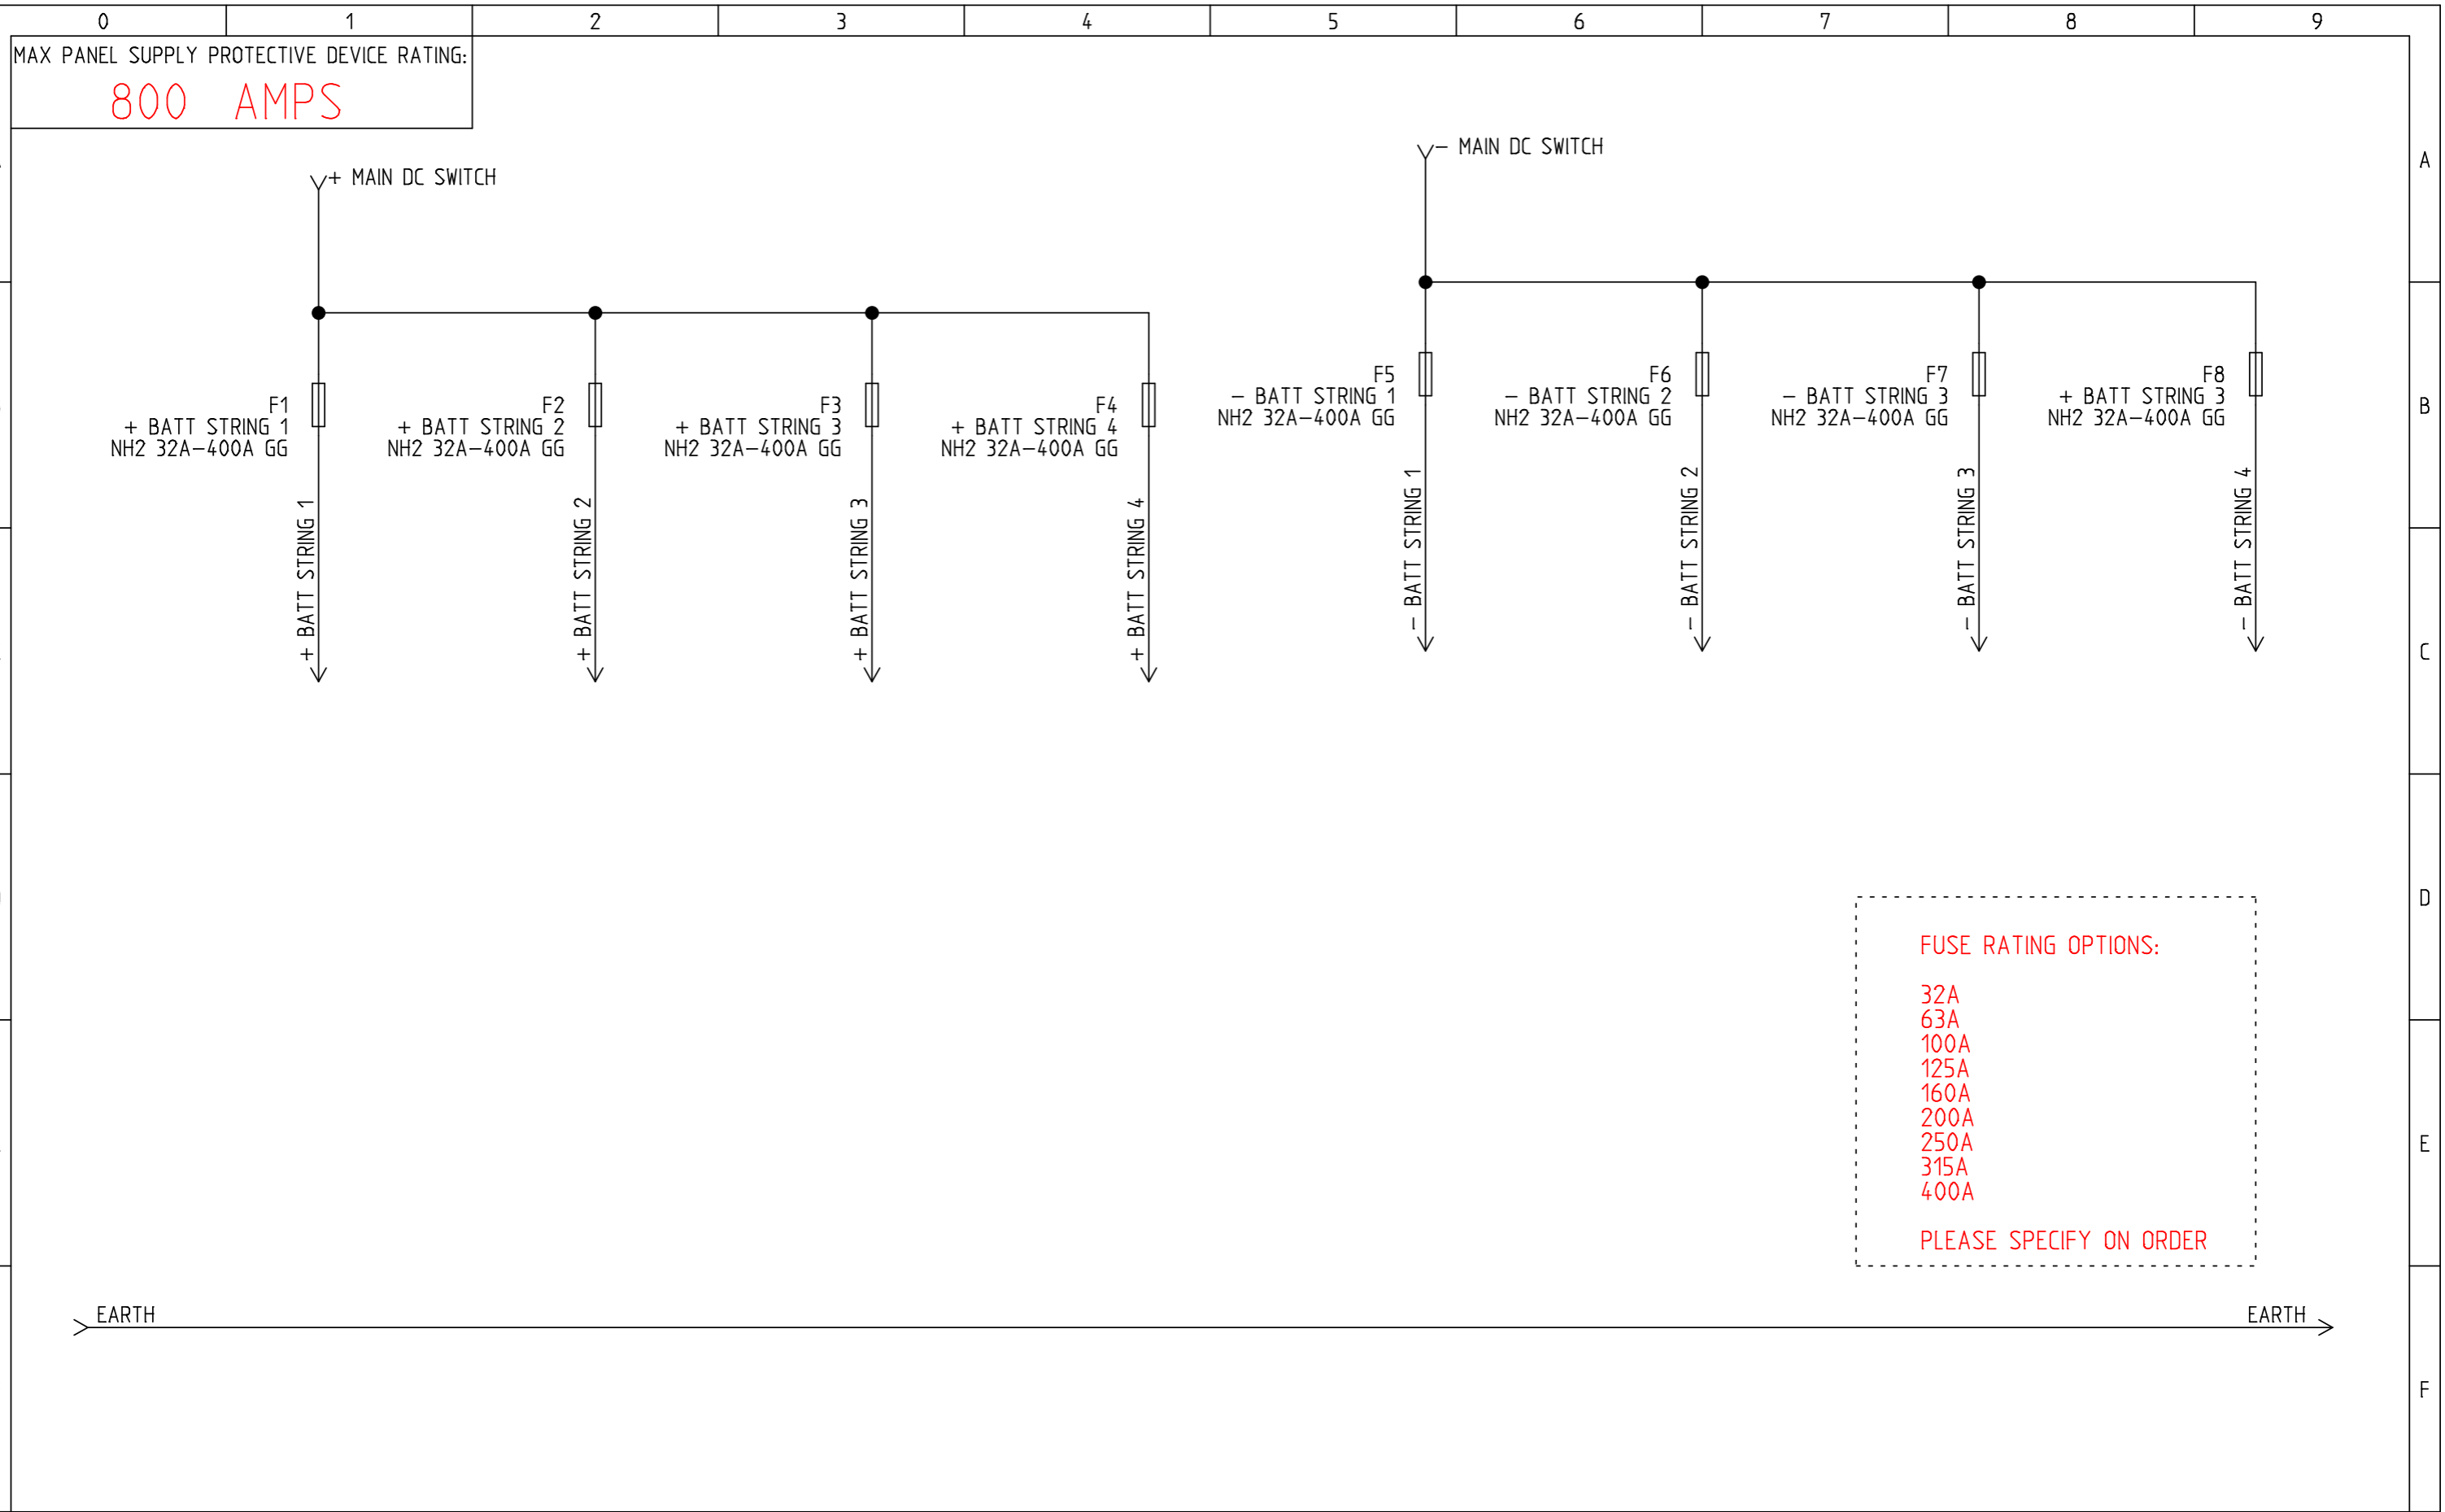 0 1 2 3 4 5 6 7 8 9
MAX PANEL SUPPLY PROTECTIVE DEVICE RATING:
800 AMPS
+ MAIN DC SWITCH
- MAIN DC SWITCH
A
F1
+ BATT STRING 1
NH2 32A-400A GG
F2
+ BATT STRING 2
NH2 32A-400A GG
F3
+ BATT STRING 3
NH2 32A-400A GG
F4
+ BATT STRING 4
NH2 32A-400A GG
F5
- BATT STRING 1
NH2 32A-400A GG
F6
- BATT STRING 2
NH2 32A-400A GG
F7
- BATT STRING 3
NH2 32A-400A GG
F8
+ BATT STRING 3
NH2 32A-400A GG
B
+ BATT STRING 1
+ BATT STRING 2
+ BATT STRING 3
+ BATT STRING 4
- BATT STRING 1
- BATT STRING 2
- BATT STRING 3
- BATT STRING 4
C
D
FUSE RATING OPTIONS:
32A
63A
100A
125A
160A
200A
250A
315A
400A
PLEASE SPECIFY ON ORDER
E
EARTH
EARTH
F